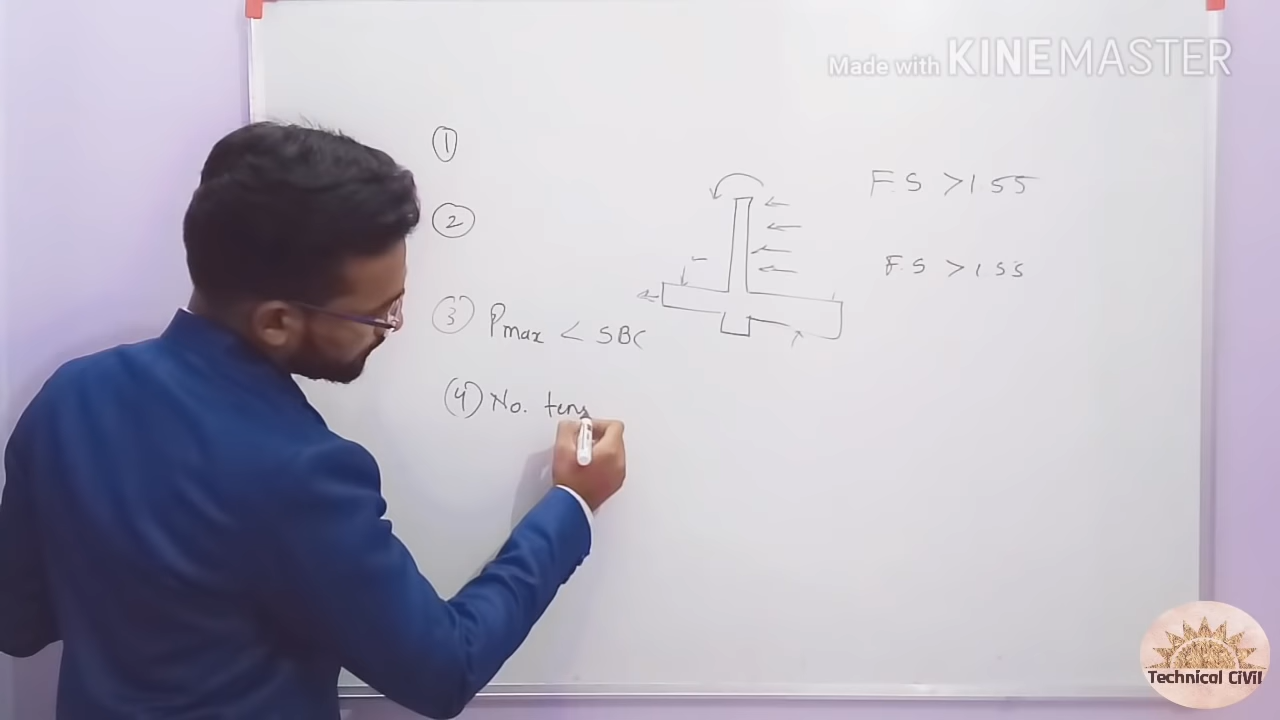 Made with KINEMASTER
①
F.S > 1.55
②
F.S > 1.55
③ Pmax < SBC
④ No. tens
Technical Civil